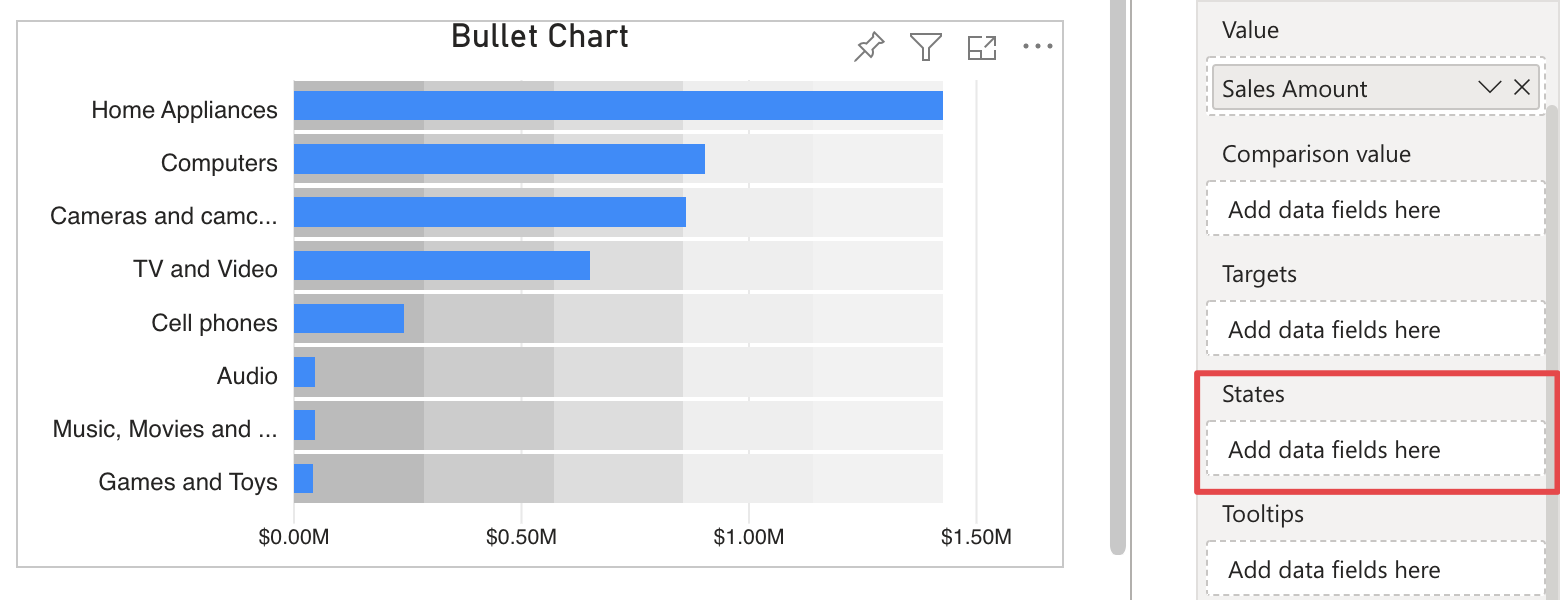 Bullet Chart
Home Appliances
Computers
Cameras and camc...
TV and Video
Cell phones
Audio
Music, Movies and ...
Games and Toys
$0.00M
$0.50M
$1.00M
$1.50M
Value
Sales Amount
Comparison value
Add data fields here
Targets
Add data fields here
States
Add data fields here
Tooltips
Add data fields here